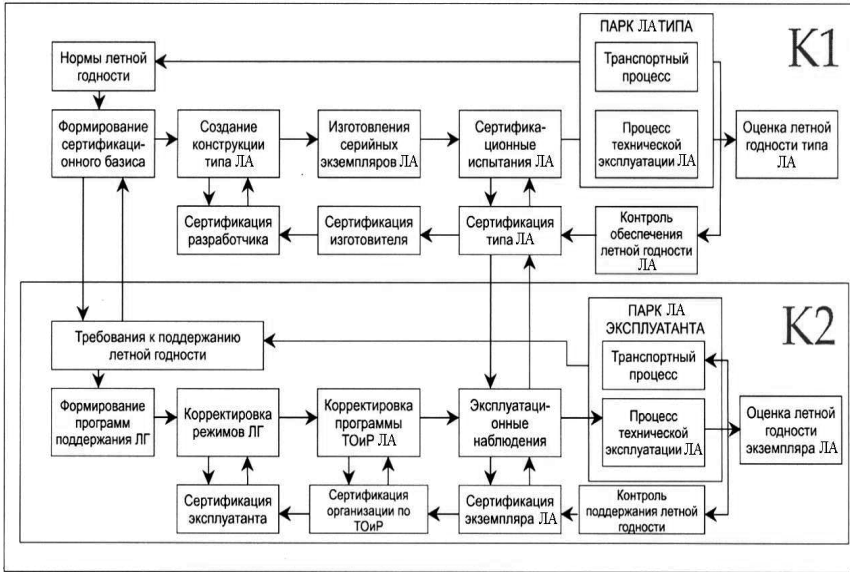 ПАРК ЛА ТИПА
K1
Нормы летной
годности
Транспортный
процесс
Формирование
сертификаци-
онного базиса
Создание
конструкции
типа ЛА
Изготовления
серийных
экземпляров ЛА
Сертифика-
ционные
испытания ЛА
Процесс
технической
эксплуатации ЛА
Оценка летной
годности типа
ЛА
Сертификация
разработчика
Сертификация
изготовителя
Сертификация
типа ЛА
Контроль
обеспечения
летной годности
ЛА
ПАРК ЛА
ЭКСПЛУАТАНТА
K2
Требования к поддержанию
летной годности
Транспортный
процесс
Формирование
программ
поддержания ЛГ
Корректировка
режимов ЛГ
Корректировка
программы
ТОиР ЛА
Эксплуатаци-
онные
наблюдения
Процесс
технической
эксплуатации ЛА
Оценка летной
годности
экземпляра ЛА
Сертификация
эксплуатанта
Сертификация
организации по
ТОиР
Сертификация
экземпляра ЛА
Контроль
поддержания летной
годности